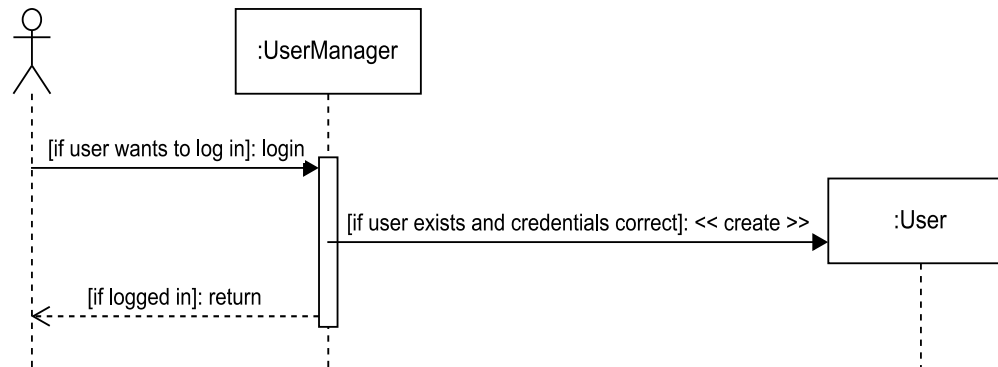 :UserManager
[if user wants to log in]: login
:User
[if user exists and credentials correct]: << create >>
[if logged in]: return